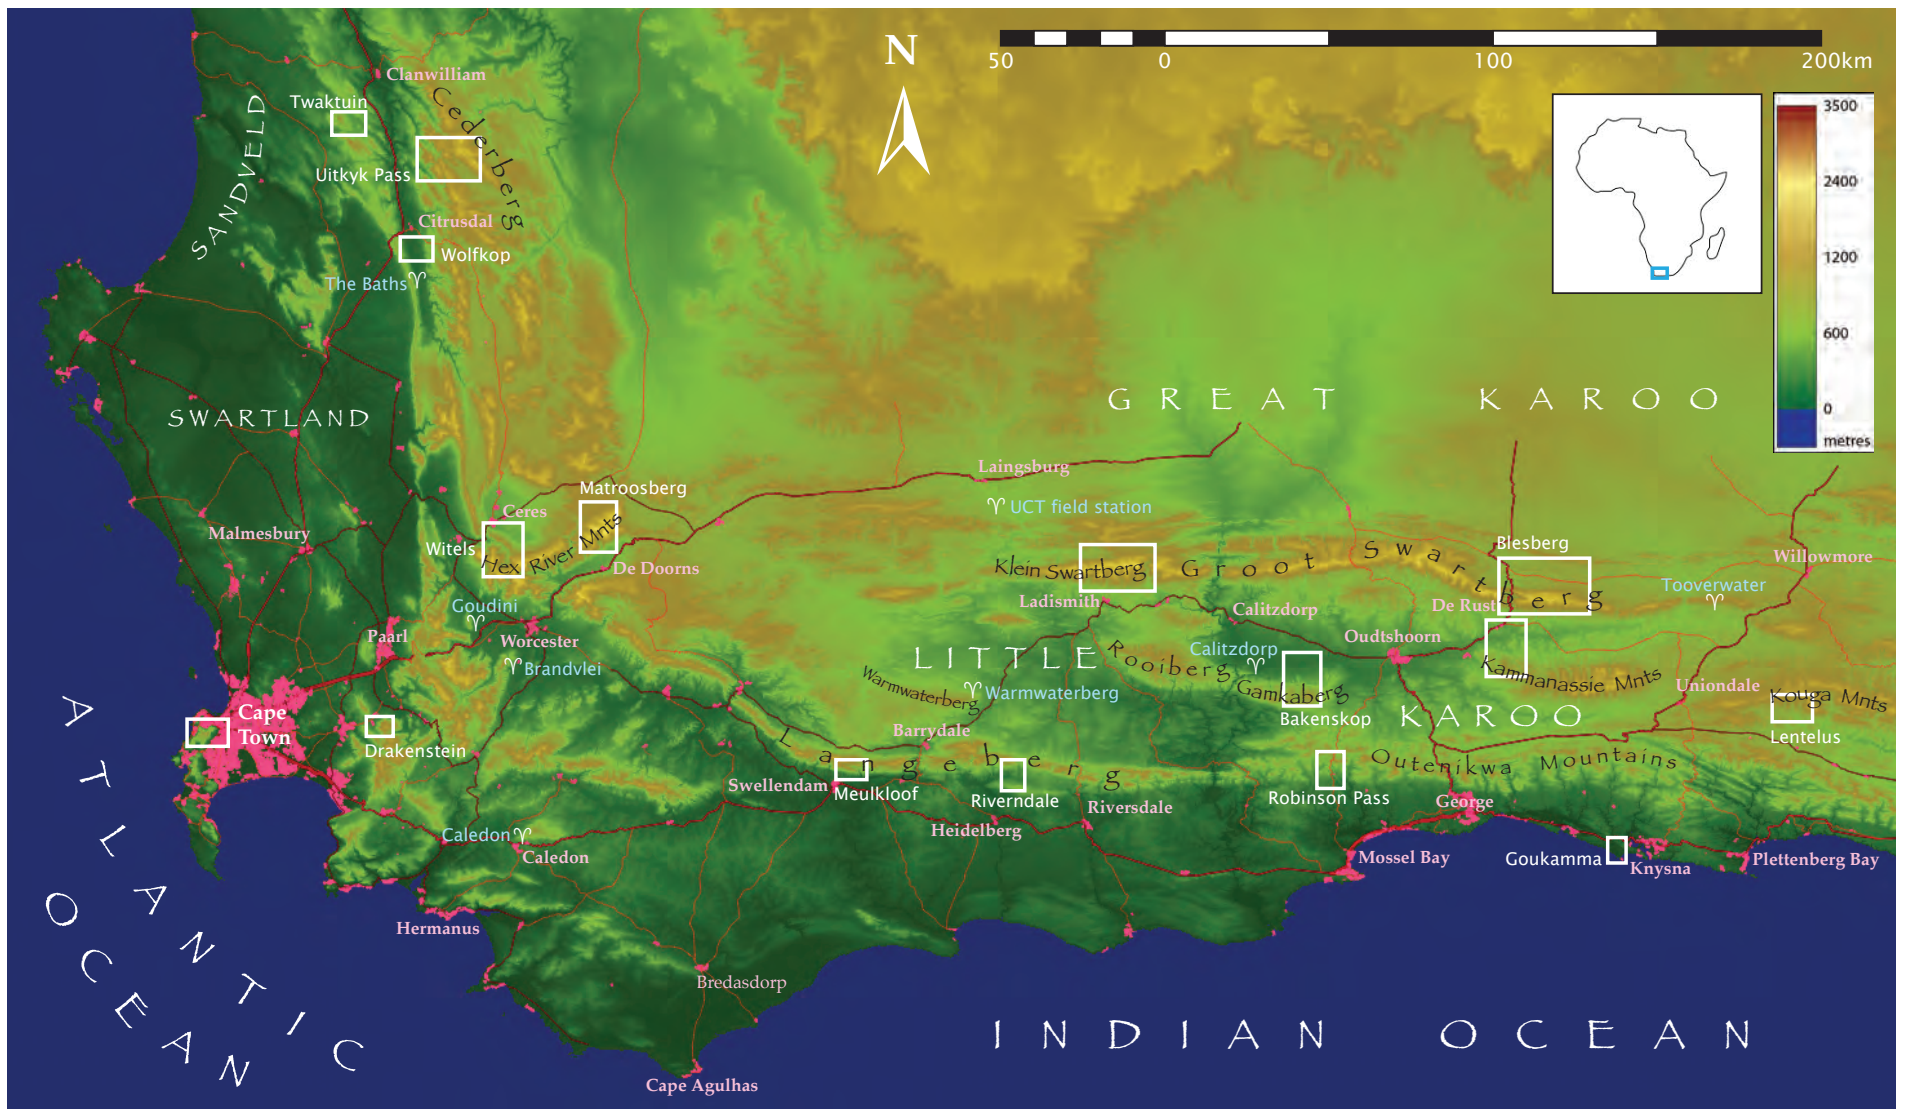 N
50 0 100 200km
3500
2400
1200
600
0
metres
Clanwilliam
Twaktuin
Cederberg
Uitkyk Pass
SANDVELD
Citrusdal
Wolfkop
The Baths
SWARTLAND
GREAT KAROO
Laingsburg
UCT field station
Matroosberg
Ceres
Malmesbury
Witels
Hex River Mnts
De Doorns
Klein Swartberg
Groot Swartberg
Blesberg
Willowmore
Tooverwater
Ladismith
Calitzdorp
De Rust
Goudini
Worcester
Paarl
Brandvlei
LITTLE
KAROO
Rooiberg
Calitzdorp
Oudtshoorn
Warmwaterberg
Warmwaterberg
Gamkaberg
Bakenskop
Kammanassie Mnts
Uniondale
Kouga Mnts
Lentelus
Cape
Town
Drakenstein
Barrydale
Langeberg
Outenikwa Mountains
Swellendam
Meulkloof
Riverndale
Riversdale
Robinson Pass
George
Heidelberg
Caledon
Caledon
Mossel Bay
Goukamma
Knysna
Plettenberg Bay
Hermanus
Bredasdorp
Cape Agulhas
ATLANTIC
OCEAN
INDIAN OCEAN